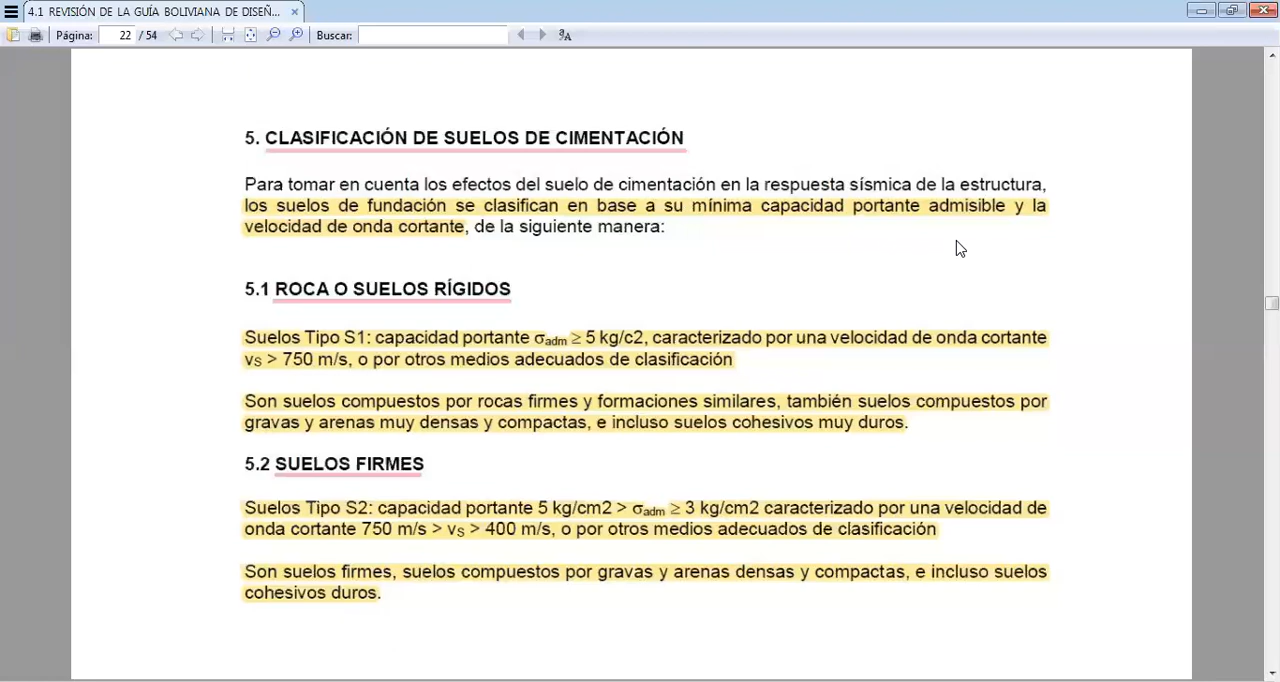 4.1 REVISIÓN DE LA GUÍA BOLIVIANA DE DISEÑ...
Página: 22 / 54 Buscar:
5. CLASIFICACIÓN DE SUELOS DE CIMENTACIÓN
Para tomar en cuenta los efectos del suelo de cimentación en la respuesta sísmica de la estructura,
los suelos de fundación se clasifican en base a su mínima capacidad portante admisible y la
velocidad de onda cortante, de la siguiente manera:
5.1 ROCA O SUELOS RÍGIDOS
Suelos Tipo S1: capacidad portante σadm ≥ 5 kg/c2, caracterizado por una velocidad de onda cortante
vS > 750 m/s, o por otros medios adecuados de clasificación
Son suelos compuestos por rocas firmes y formaciones similares, también suelos compuestos por
gravas y arenas muy densas y compactas, e incluso suelos cohesivos muy duros.
5.2 SUELOS FIRMES
Suelos Tipo S2: capacidad portante 5 kg/cm2 > σadm ≥ 3 kg/cm2 caracterizado por una velocidad de
onda cortante 750 m/s > vS > 400 m/s, o por otros medios adecuados de clasificación
Son suelos firmes, suelos compuestos por gravas y arenas densas y compactas, e incluso suelos
cohesivos duros.